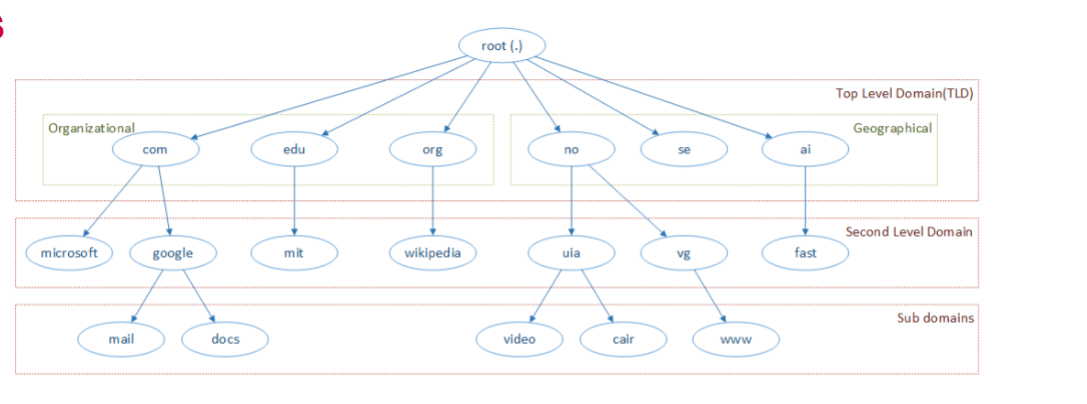 s
root (.)
Top Level Domain(TLD)
Organizational
Geographical
com
edu
org
no
se
ai
Second Level Domain
microsoft
google
mit
wikipedia
uia
vg
fast
Sub domains
mail
docs
video
cair
www